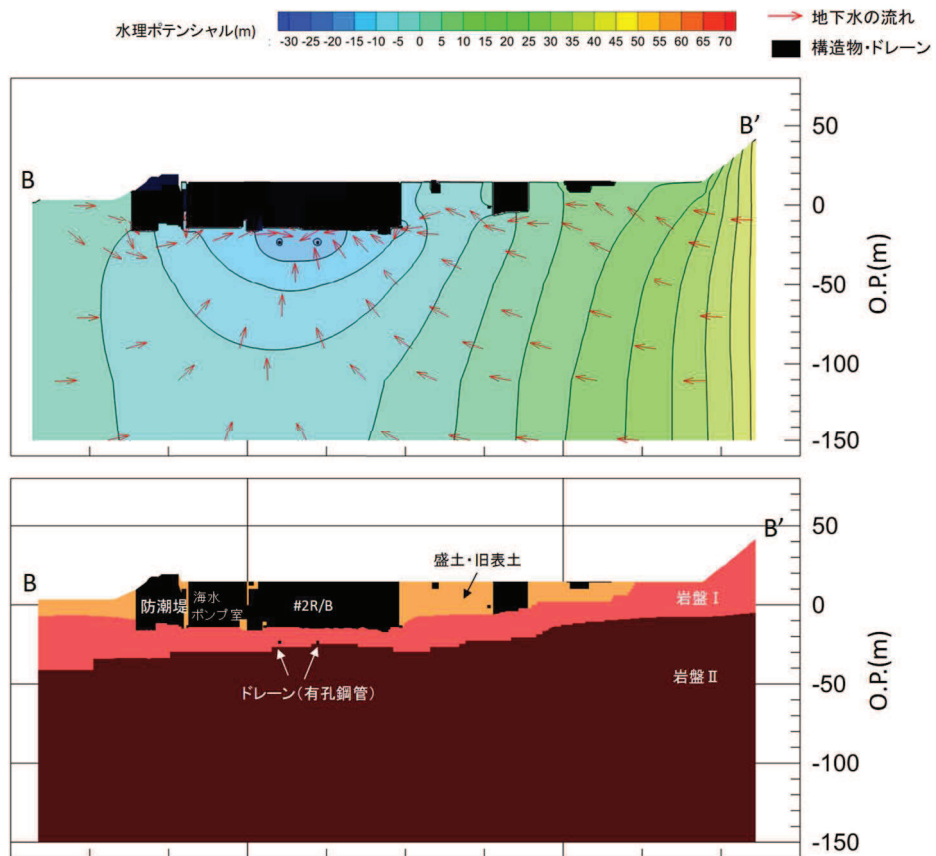 水理ポテンシャル(m)
: -30 -25 -20 -15 -10 -5 0 5 10 15 20 25 30 35 40 45 50 55 60 65 70
地下水の流れ
構造物・ドレーン
B
B'
50
0
-50
-100
-150
O.P.(m)
B
B'
50
0
-50
-100
-150
O.P.(m)
盛土・旧表土
防潮堤
海水
ポンプ室
#2R/B
岩盤Ⅰ
ドレーン(有孔鋼管)
岩盤Ⅱ